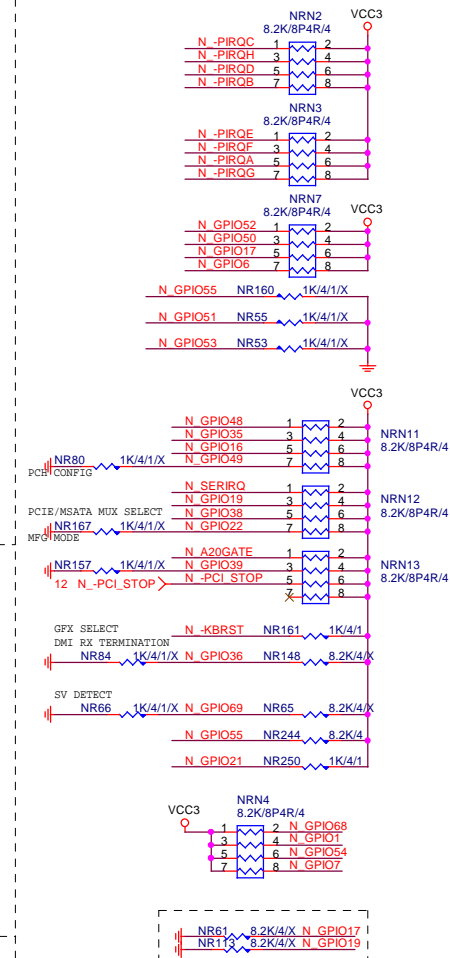 NRN2 VCC3
8.2K/8P4R/4
N_-PIRQC 1 2
N_-PIRQH 3 4
N_-PIRQD 5 6
N_-PIRQB 7 8
NRN3
8.2K/8P4R/4
N_-PIRQE 1 2
N_-PIRQF 3 4
N_-PIRQA 5 6
N_-PIRQG 7 8
NRN7 VCC3
8.2K/8P4R/4
N_GPIO52 1 2
N_GPIO50 3 4
N_GPIO17 5 6
N_GPIO6 7 8
N_GPIO55 NR160 1K/4/1/X
N_GPIO51 NR55 1K/4/1/X
N_GPIO53 NR53 1K/4/1/X
VCC3
N_GPIO48 1 2
N_GPIO35 3 4 NRN11
N_GPIO16 5 6 8.2K/8P4R/4
NR80 1K/4/1/X N_GPIO49 7 8
PCH CONFIG
N_SERIRQ 1 2
N_GPIO19 3 4 NRN12
PCIE/MSATA MUX SELECT N_GPIO38 5 6 8.2K/8P4R/4
NR167 1K/4/1/X N_GPIO22 7 8
MFG MODE
N_A20GATE 1 2
NR157 1K/4/1/X N_GPIO39 3 4 NRN13
12 N_-PCI_STOP N_-PCI_STOP 5 6 8.2K/8P4R/4
7 8
GFX SELECT N_-KBRST NR161 1K/4/1
DMI RX TERMINATION
NR84 1K/4/1/X N_GPIO36 NR148 8.2K/4/X
SV DETECT
NR66 1K/4/1/X N_GPIO69 NR65 8.2K/4/X
N_GPIO55 NR244 8.2K/4
N_GPIO21 NR250 1K/4/1
NRN4
VCC3 8.2K/8P4R/4
1 2 N_GPIO68
3 4 N_GPIO1
5 6 N_GPIO54
7 8 N_GPIO7
NR61 8.2K/4/X N_GPIO17
NR113 8.2K/4/X N_GPIO19